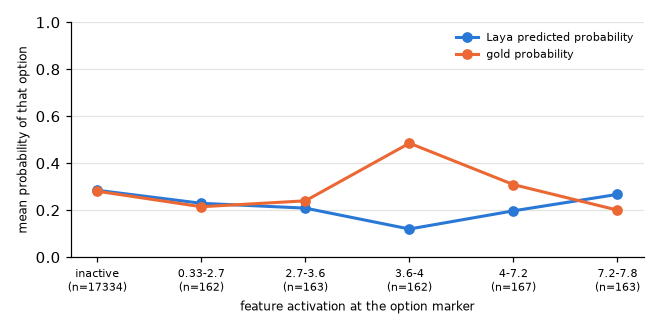 Laya predicted probability
gold probability
mean probability of that option
1.0
0.8
0.6
0.4
0.2
0.0
inactive 0.33-2.7 2.7-3.6 3.6-4 4-7.2 7.2-7.8
(n=17334) (n=162) (n=163) (n=162) (n=167) (n=163)
feature activation at the option marker